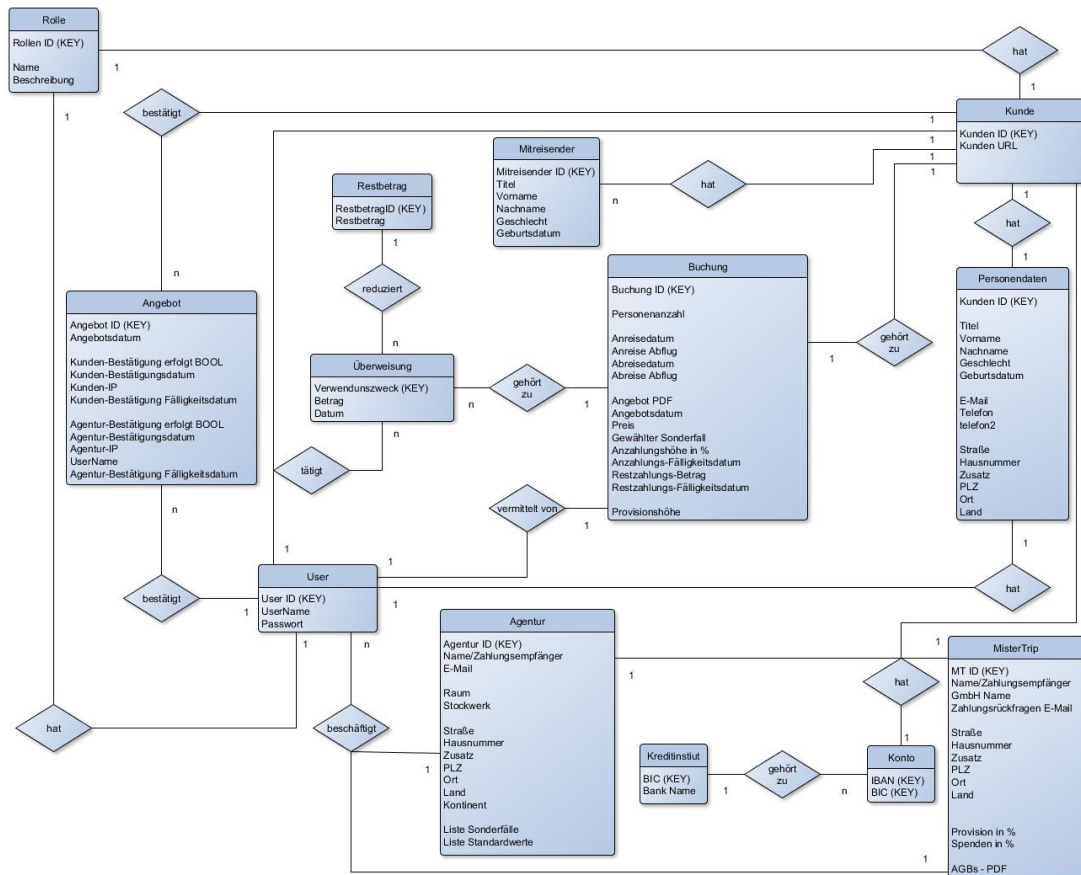 Rolle
Rollen ID (KEY)
Name
Beschreibung
1
1
hat
1
bestätigt
1
n
1
Kunde
Kunden ID (KEY)
Kunden URL
1
1
1
1
Mitreisender
Mitreisender ID (KEY)
Titel
Vorname
Nachname
Geschlecht
Geburtsdatum
n
hat
hat
1
Restbetrag
RestbetragID (KEY)
Restbetrag
1
reduziert
n
Buchung
Buchung ID (KEY)
Personenanzahl
Anreisedatum
Anreise Abflug
Abreisedatum
Abreise Abflug
Angebot PDF
Angebotsdatum
Preis
Gewählter Sonderfall
Anzahlungshöhe in %
Anzahlungs-Fälligkeitsdatum
Restzahlungs-Betrag
Restzahlungs-Fälligkeitsdatum
Provisionshöhe
1
gehört
zu
Personendaten
Kunden ID (KEY)
Titel
Vorname
Nachname
Geschlecht
Geburtsdatum
E-Mail
Telefon
telefon2
Straße
Hausnummer
Zusatz
PLZ
Ort
Land
1
Angebot
Angebot ID (KEY)
Angebotsdatum
Kunden-Bestätigung erfolgt BOOL
Kunden-Bestätigungsdatum
Kunden-IP
Kunden-Bestätigung Fälligkeitsdatum
Agentur-Bestätigung erfolgt BOOL
Agentur-Bestätigungsdatum
Agentur-IP
UserName
Agentur-Bestätigung Fälligkeitsdatum
n
Überweisung
Verwendunszweck (KEY)
Betrag
Datum
n
gehört
zu
1
n
tätigt
1
vermittelt von
1
1
bestätigt
1
User
User ID (KEY)
UserName
Passwort
1
hat
1
n
hat
beschäftigt
1
Agentur
Agentur ID (KEY)
Name/Zahlungsempfänger
E-Mail
Raum
Stockwerk
Straße
Hausnummer
Zusatz
PLZ
Ort
Land
Kontinent
Liste Sonderfälle
Liste Standardwerte
1
1
hat
1
Kreditinstiut
BIC (KEY)
Bank Name
1
gehört
zu
n
Konto
IBAN (KEY)
BIC (KEY)
MisterTrip
MT ID (KEY)
Name/Zahlungsempfänger
GmbH Name
Zahlungsrückfragen E-Mail
Straße
Hausnummer
Zusatz
PLZ
Ort
Land
Provision in %
Spenden in %
AGBs - PDF
1